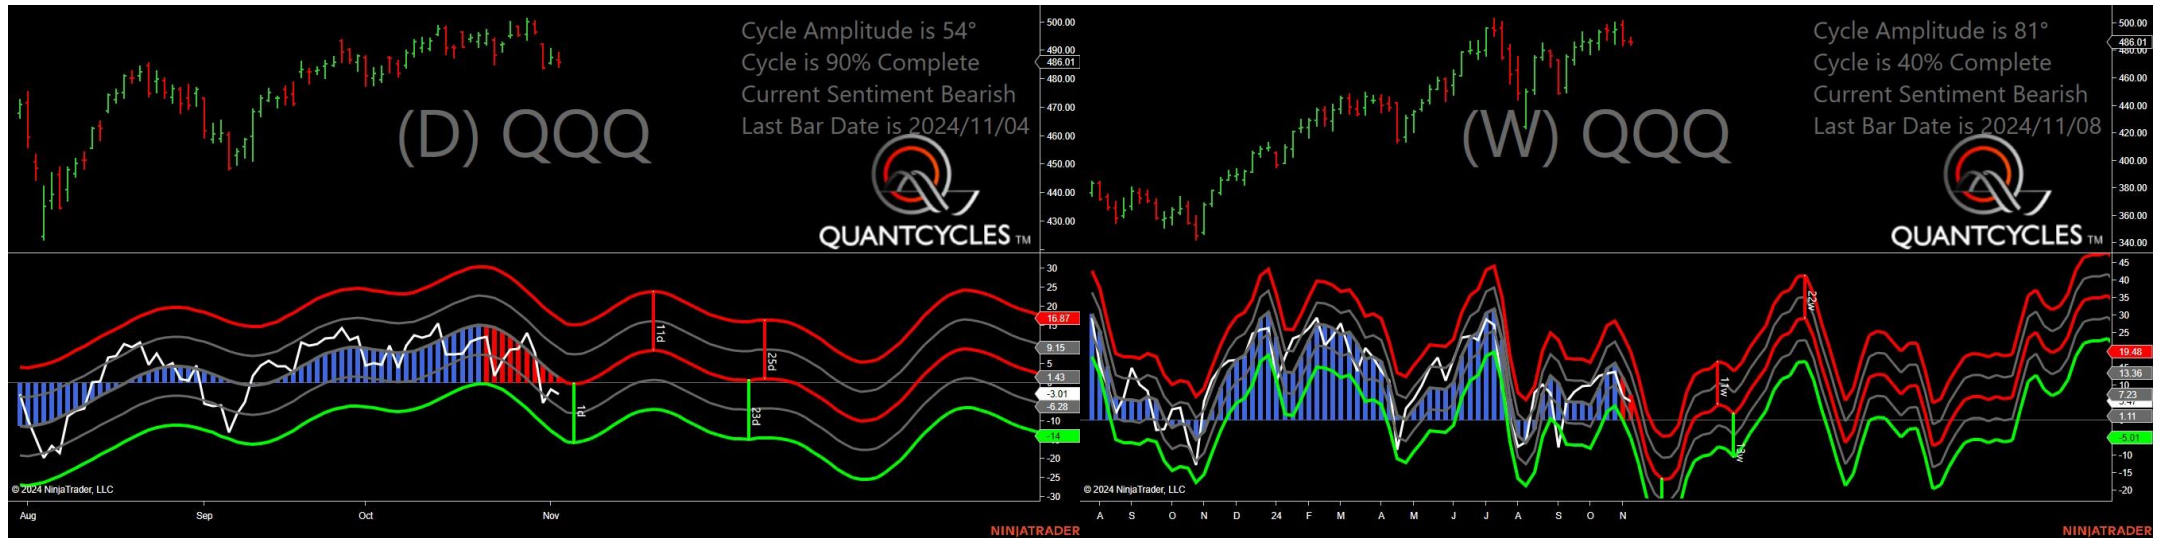 Cycle Amplitude is 54°
Cycle is 90% Complete
Current Sentiment Bearish
Last Bar Date is 2024/11/04
(D) QQQ
QUANTCYCLES TM
500.00
490.00
486.01
480.00
470.00
460.00
450.00
440.00
430.00
30
25
20
16.87
15
9.15
5
1.43
-3.01
-6.28
-10
-14
-20
-25
-30
11d
25d
1d
23d
© 2024 NinjaTrader, LLC
Aug Sep Oct Nov
NINJATRADER
Cycle Amplitude is 81°
Cycle is 40% Complete
Current Sentiment Bearish
Last Bar Date is 2024/11/08
(W) QQQ
QUANTCYCLES TM
500.00
486.01
460.00
440.00
420.00
400.00
380.00
360.00
340.00
45
40
35
30
25
19.48
13.36
10
7.23
1.11
-5.01
-10
-15
-20
22w
11w
13w
© 2024 NinjaTrader, LLC
A S O N D 24 F M A M J J A S O N
NINJATRADER